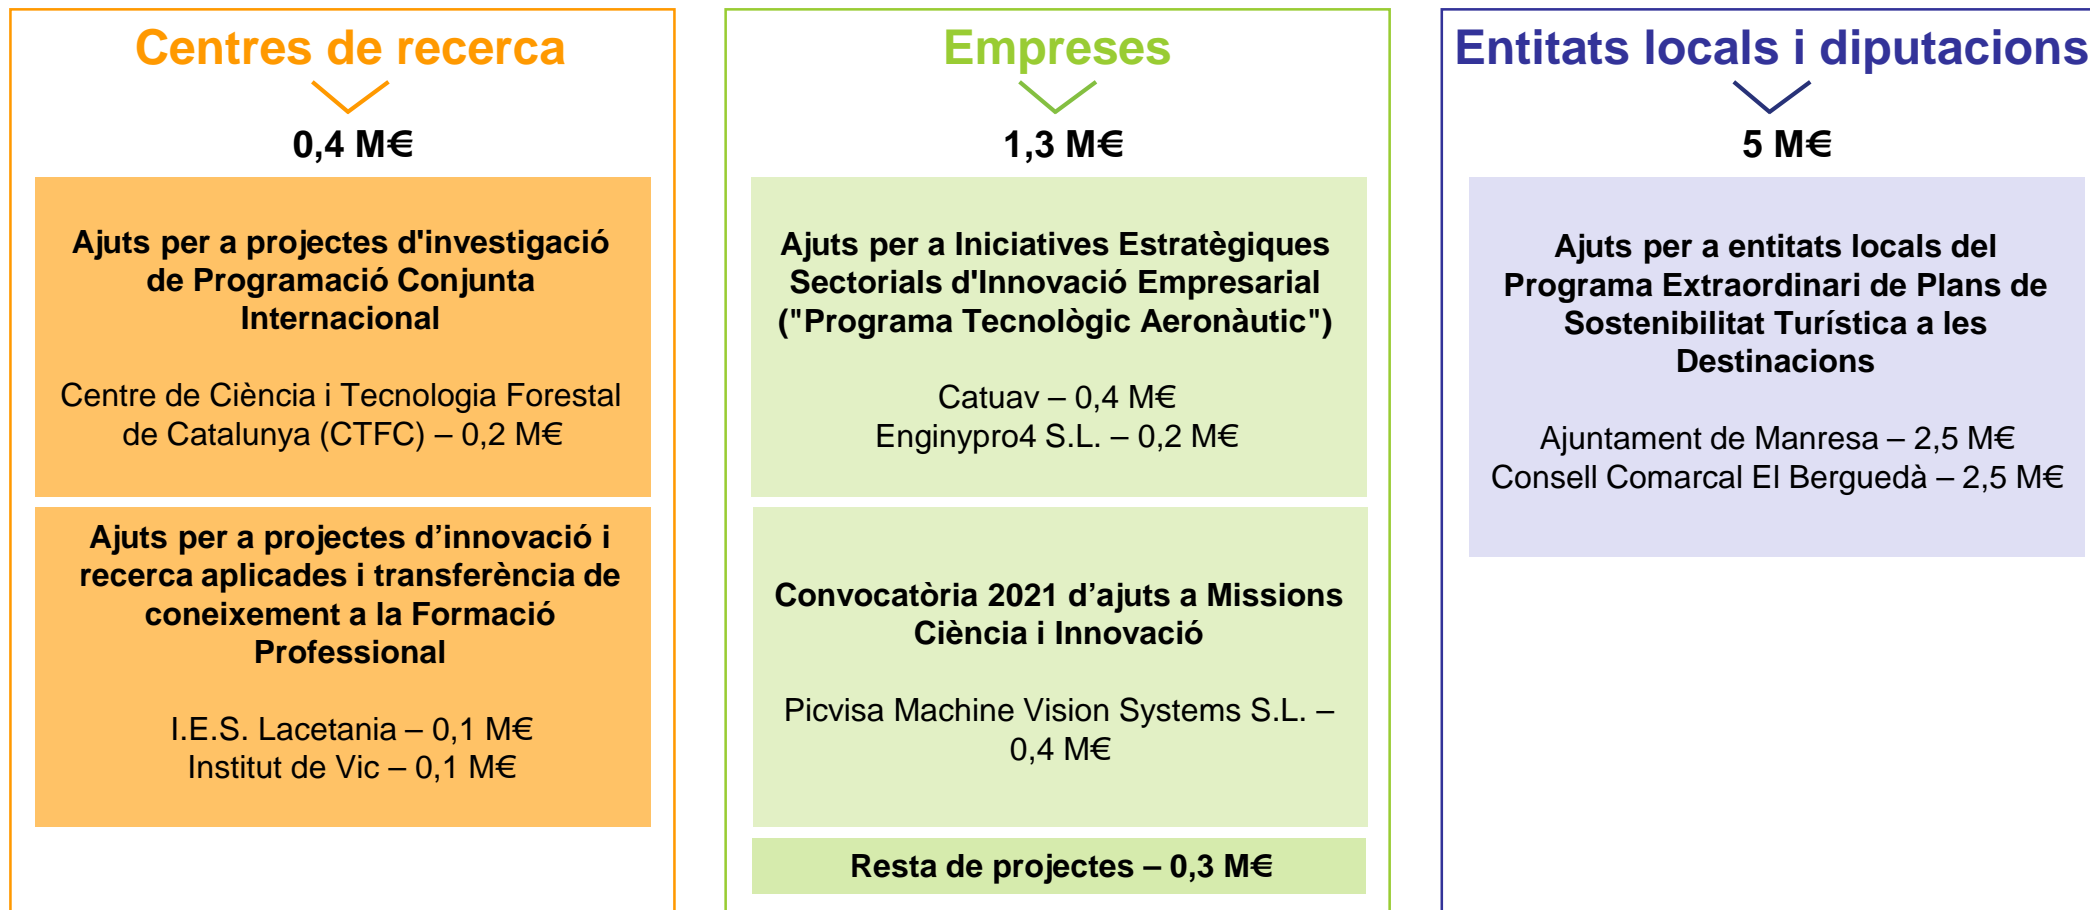 Centres de recerca
0,4 M€
Ajuts per a projectes d'investigació
de Programació Conjunta
Internacional
Centre de Ciència i Tecnologia Forestal
de Catalunya (CTFC) – 0,2 M€
Ajuts per a projectes d’innovació i
recerca aplicades i transferència de
coneixement a la Formació
Professional
I.E.S. Lacetania – 0,1 M€
Institut de Vic – 0,1 M€
Empreses
1,3 M€
Ajuts per a Iniciatives Estratègiques
Sectorials d'Innovació Empresarial
("Programa Tecnològic Aeronàutic")
Catuav – 0,4 M€
Enginypro4 S.L. – 0,2 M€
Convocatòria 2021 d’ajuts a Missions
Ciència i Innovació
Picvisa Machine Vision Systems S.L. –
0,4 M€
Resta de projectes – 0,3 M€
Entitats locals i diputacions
5 M€
Ajuts per a entitats locals del
Programa Extraordinari de Plans de
Sostenibilitat Turística a les
Destinacions
Ajuntament de Manresa – 2,5 M€
Consell Comarcal El Berguedà – 2,5 M€